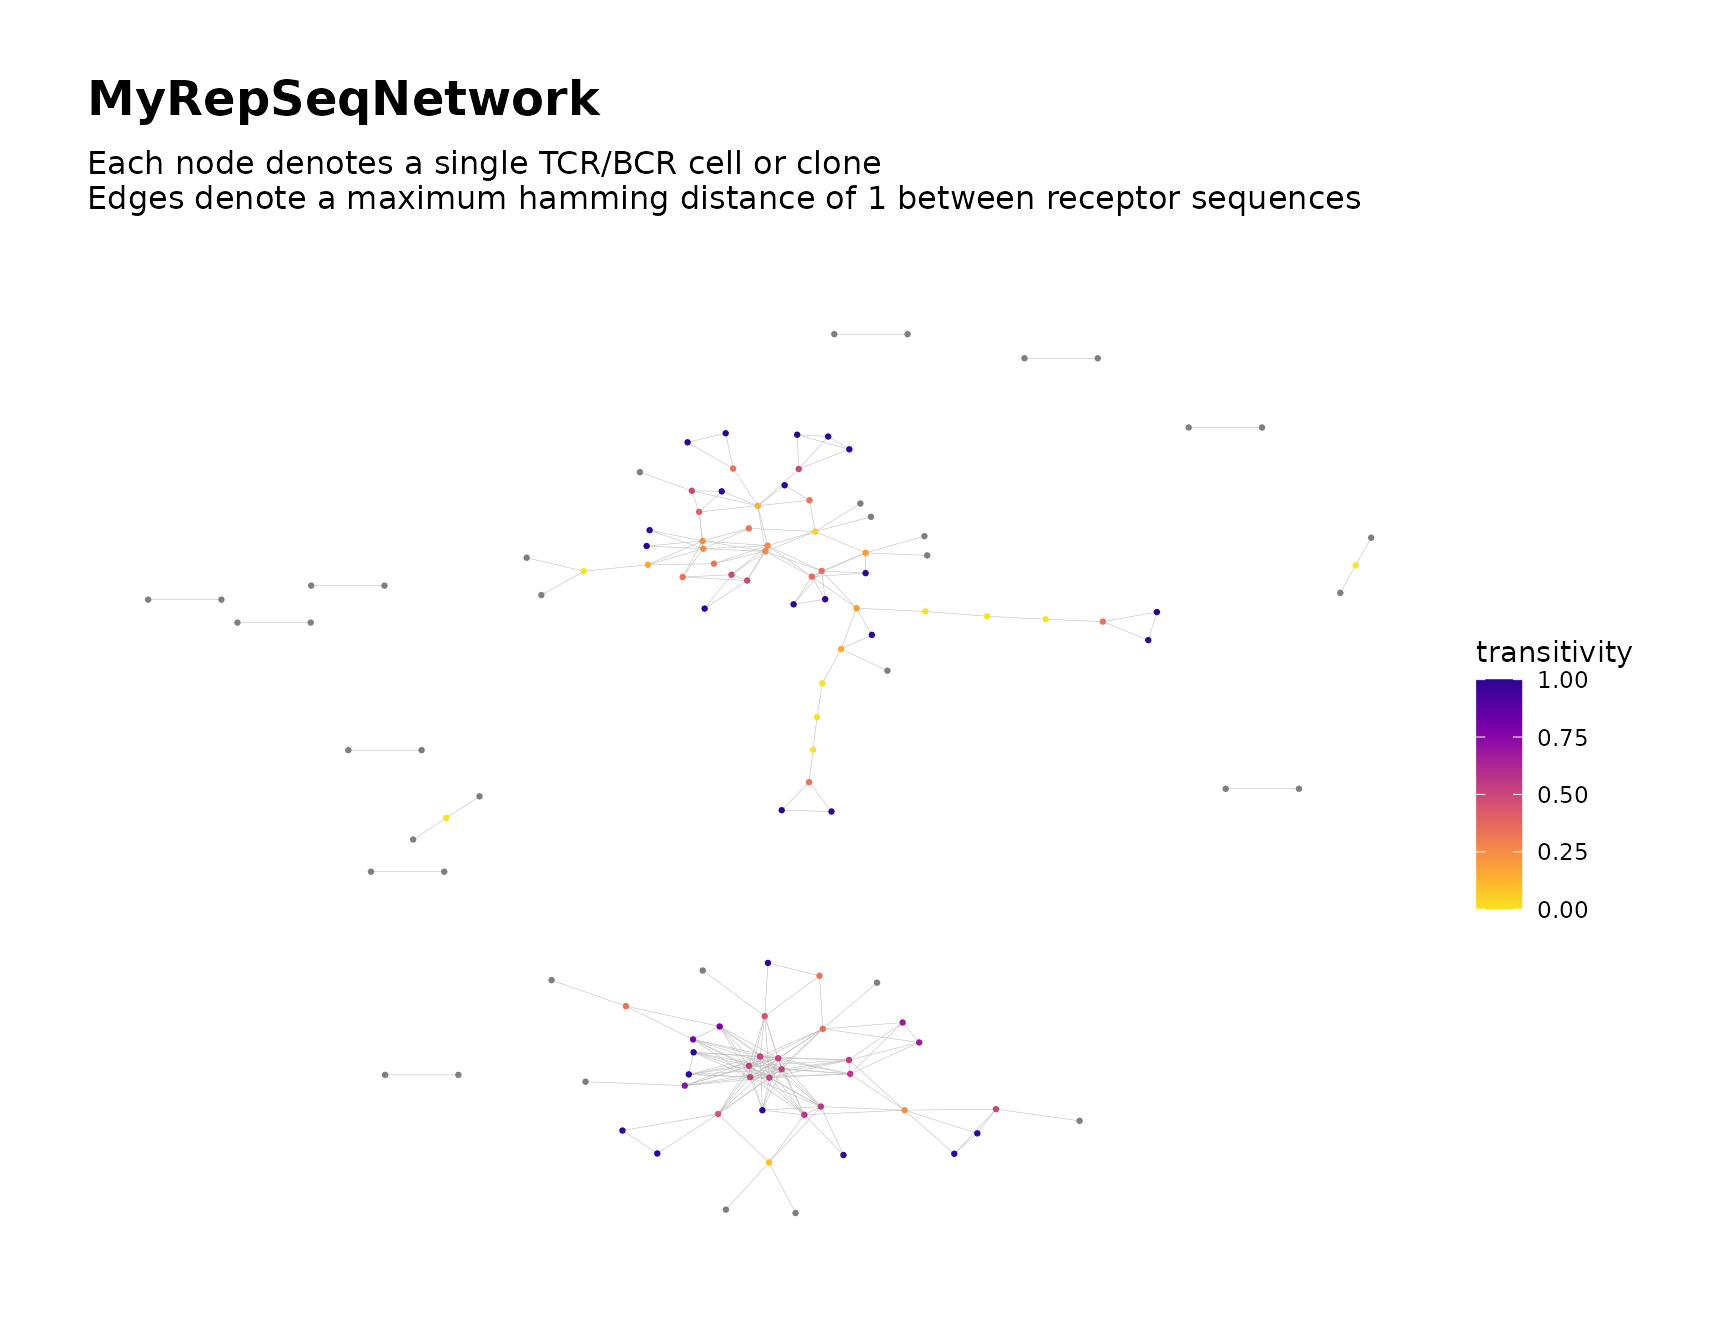 MyRepSeqNetwork
Each node denotes a single TCR/BCR cell or clone
Edges denote a maximum hamming distance of 1 between receptor sequences
transitivity
1.00
0.75
0.50
0.25
0.00